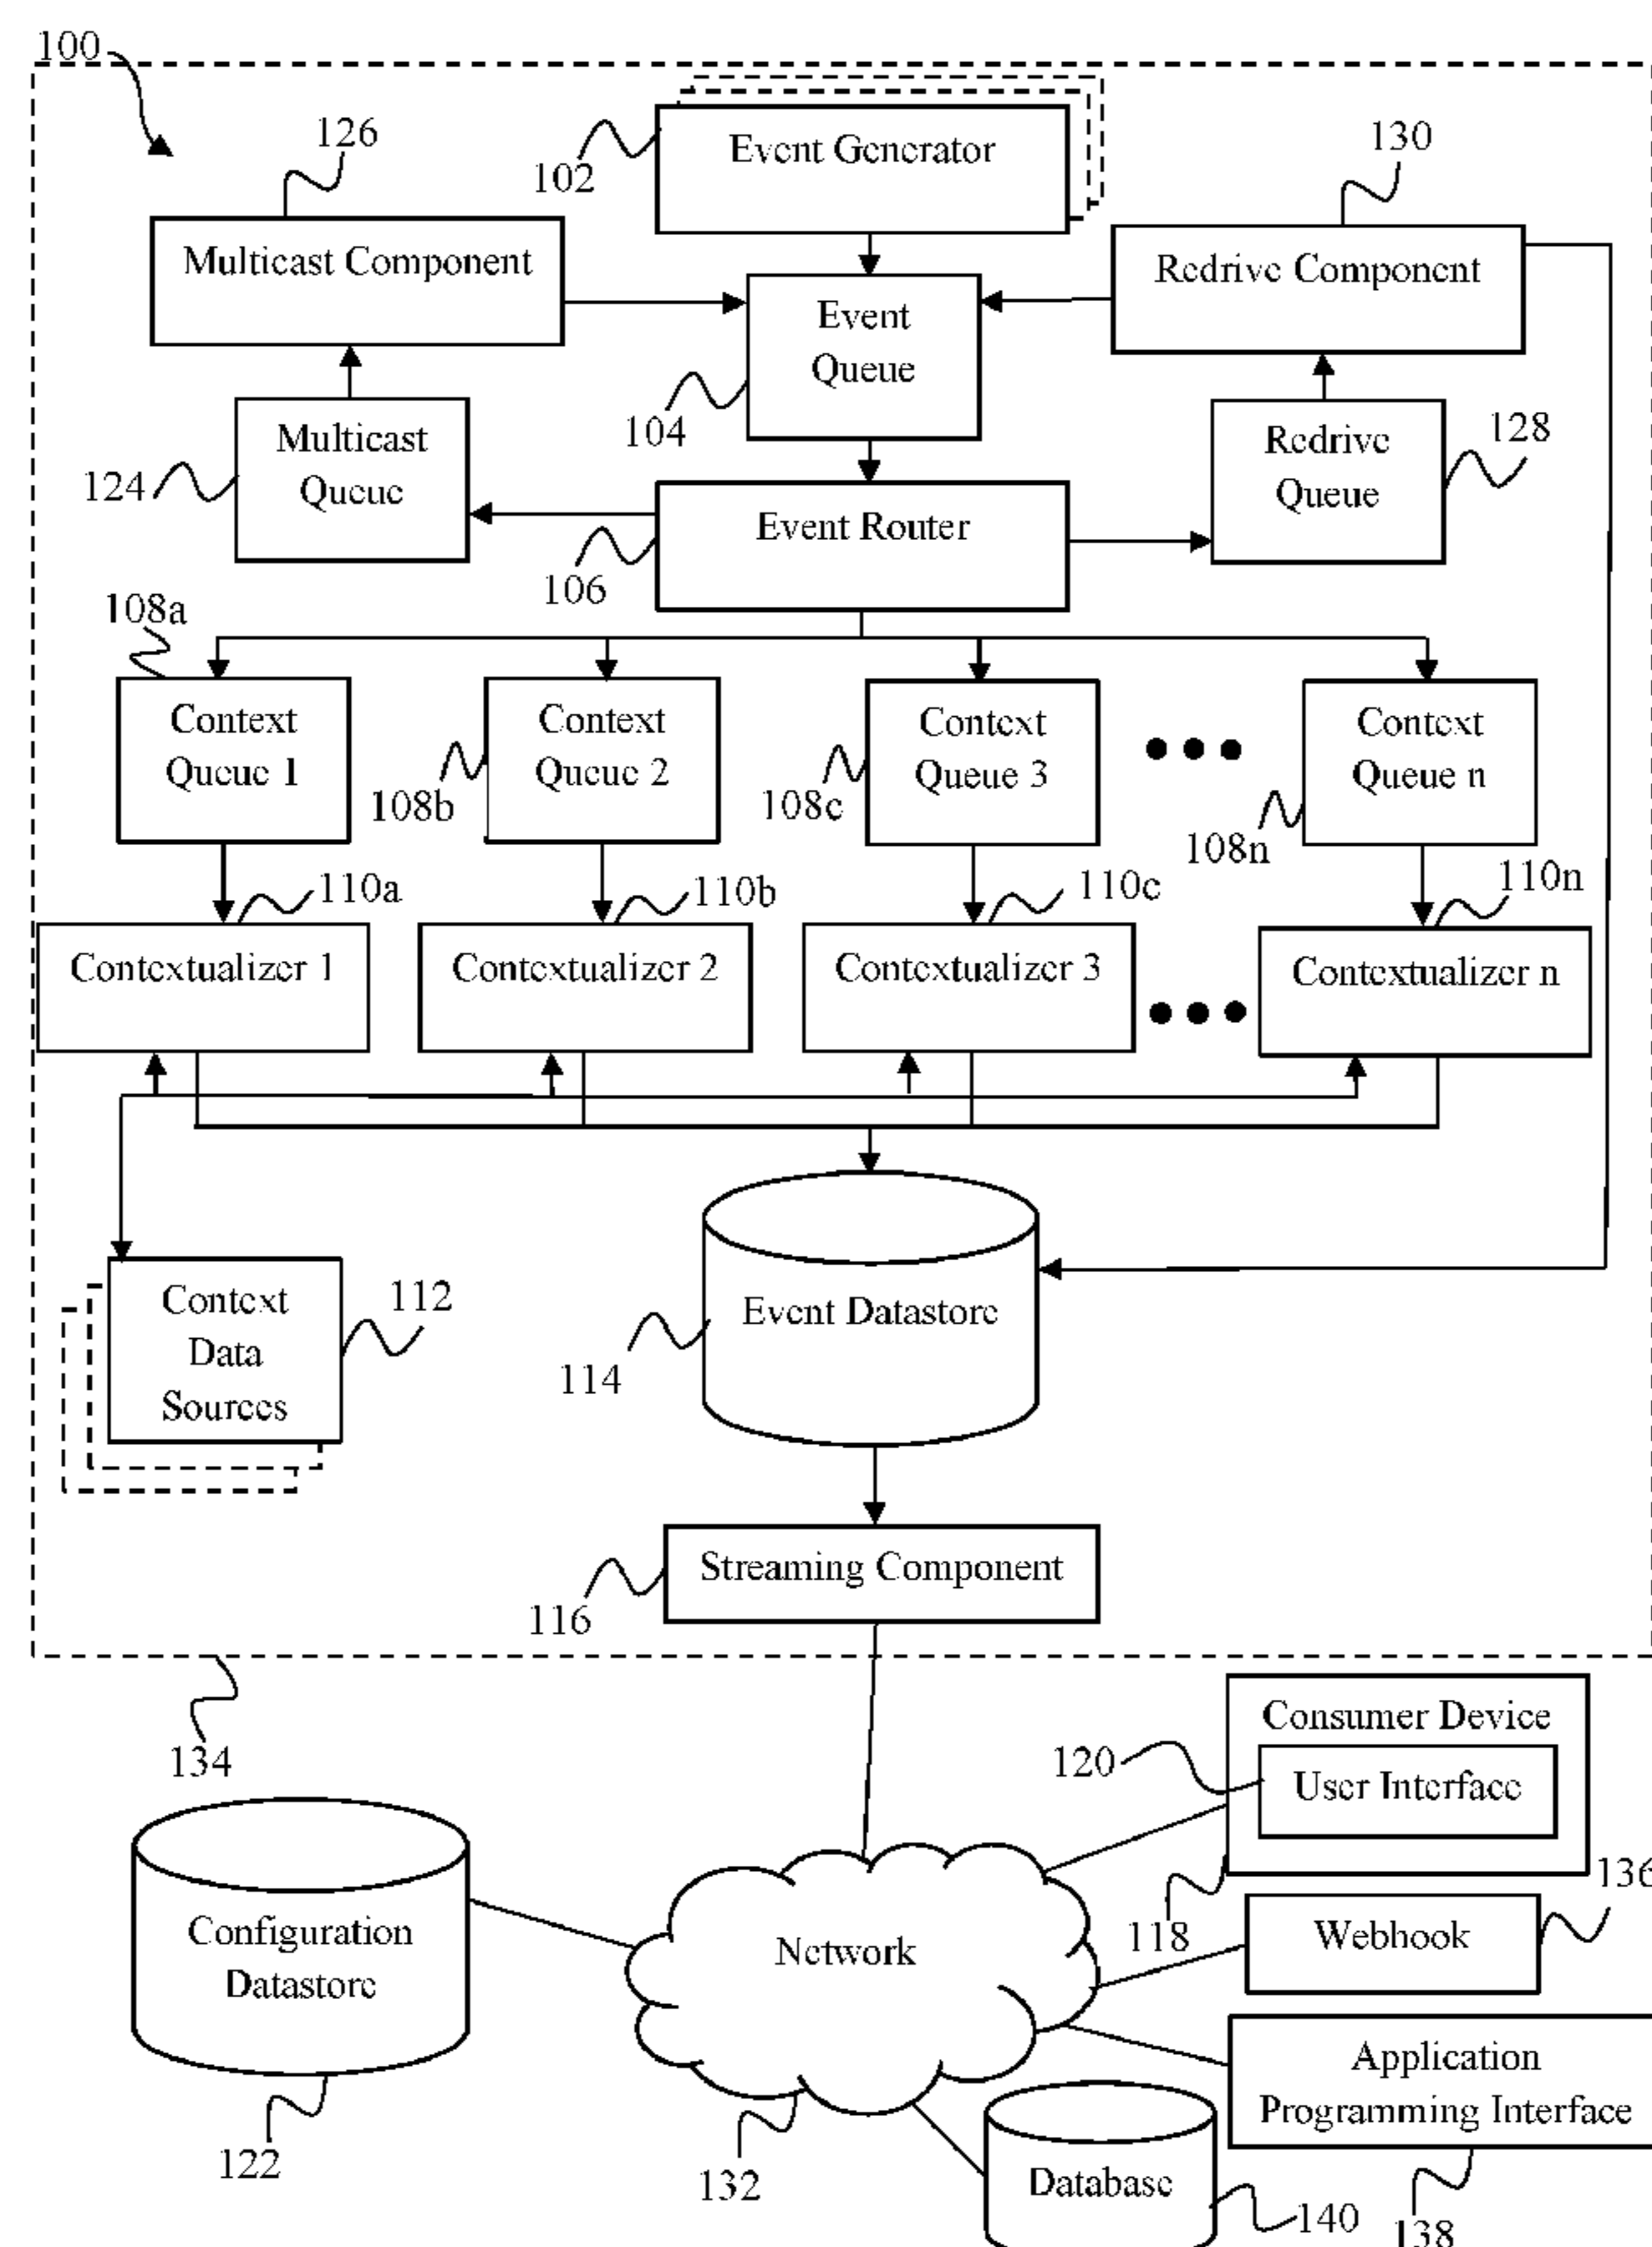 100
126
Event Generator
102
130
Multicast Component
Redrive Component
Event
Queue
104
Multicast
Queue
124
Redrive
Queue
128
Event Router
106
108a
Context
Queue 1
Context
Queue 2
108b
Context
Queue 3
108c
Context
Queue n
108n
110a
110b
110c
110n
Contextualizer 1
Contextualizer 2
Contextualizer 3
Contextualizer n
Context
Data
Sources
112
Event Datastore
114
Streaming Component
116
134
Consumer Device
120
User Interface
118
136
Webhook
Configuration
Datastore
Network
Application
Programming Interface
122
132
Database
140
138